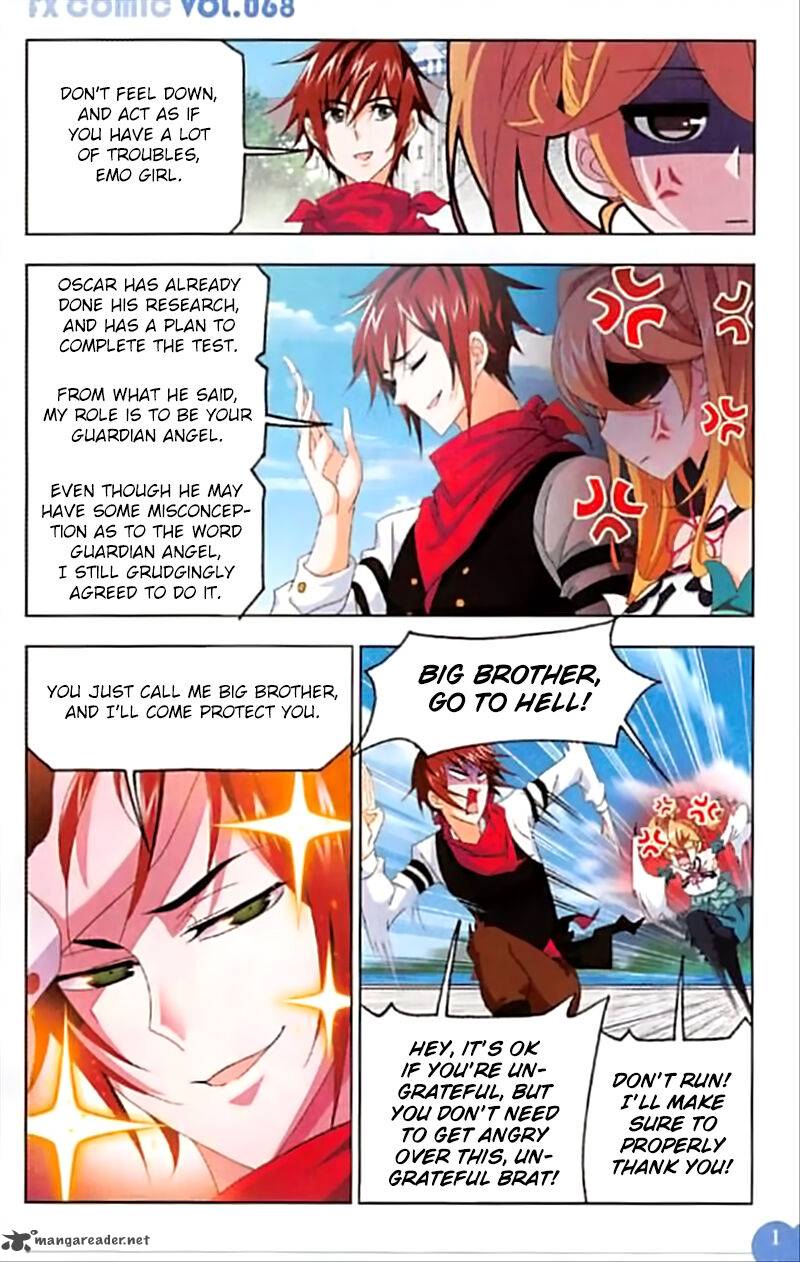 FX COMIC VOL.068
DON'T FEEL DOWN,
AND ACT AS IF
YOU HAVE A LOT
OF TROUBLES,
EMO GIRL.
OSCAR HAS ALREADY
DONE HIS RESEARCH,
AND HAS A PLAN TO
COMPLETE THE TEST.
FROM WHAT HE SAID,
MY ROLE IS TO BE YOUR
GUARDIAN ANGEL.
EVEN THOUGH HE MAY
HAVE SOME MISCONCEP-
TION AS TO THE WORD
GUARDIAN ANGEL,
I STILL GRUDGINGLY
AGREED TO DO IT.
YOU JUST CALL ME BIG BROTHER,
AND I'LL COME PROTECT YOU.
BIG BROTHER,
GO TO HELL!
HEY, IT'S OK
IF YOU'RE UN-
GRATEFUL, BUT
YOU DON'T NEED
TO GET ANGRY
OVER THIS, UN-
GRATEFUL BRAT!
DON'T RUN!
I'LL MAKE
SURE TO
PROPERLY
THANK YOU!
mangareader.net
1